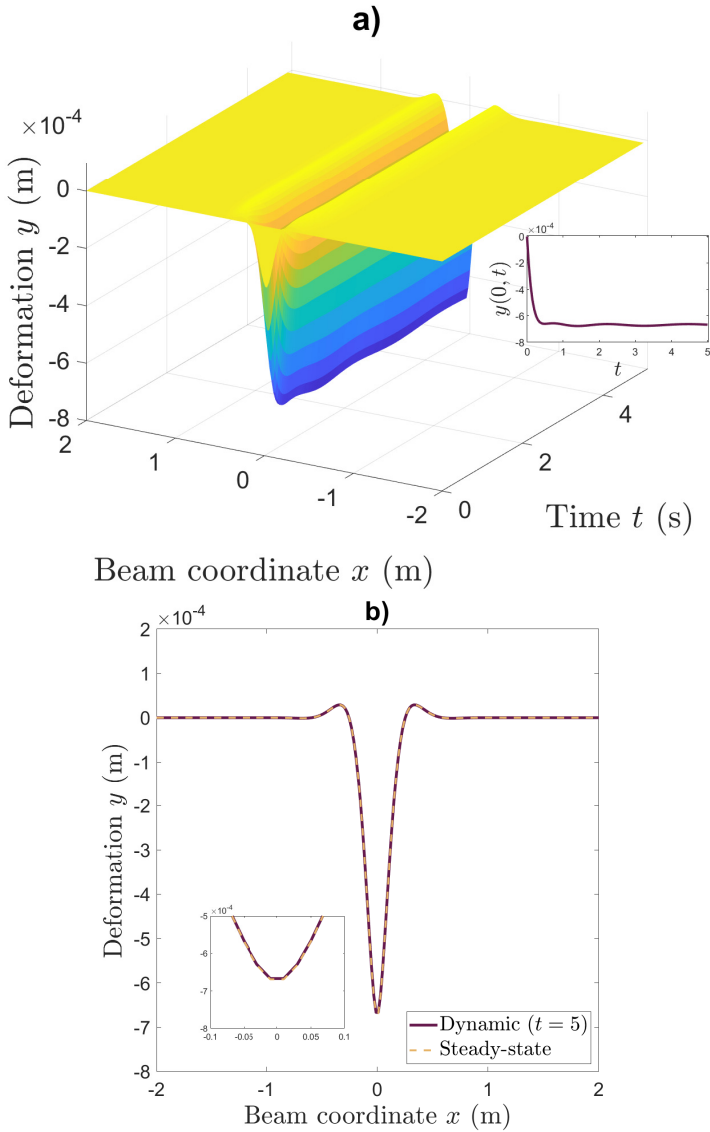 a)
×10-4
Deformation y (m)
0
-2
-4
-6
-8
2
1
0
-1
-2
0
2
4
Beam coordinate x (m)
Time t (s)
×10-4
y(0, t)
0
-2
-4
-6
-8
0 1 2 3 4 5
t
b)
×10-4
Deformation y (m)
2
1
0
-1
-2
-3
-4
-5
-6
-7
-8
-2 -1 0 1 2
Beam coordinate x (m)
×10-4
-5
-6
-7
-8
-0.1 -0.05 0 0.05 0.1
Dynamic (t = 5)
Steady-state